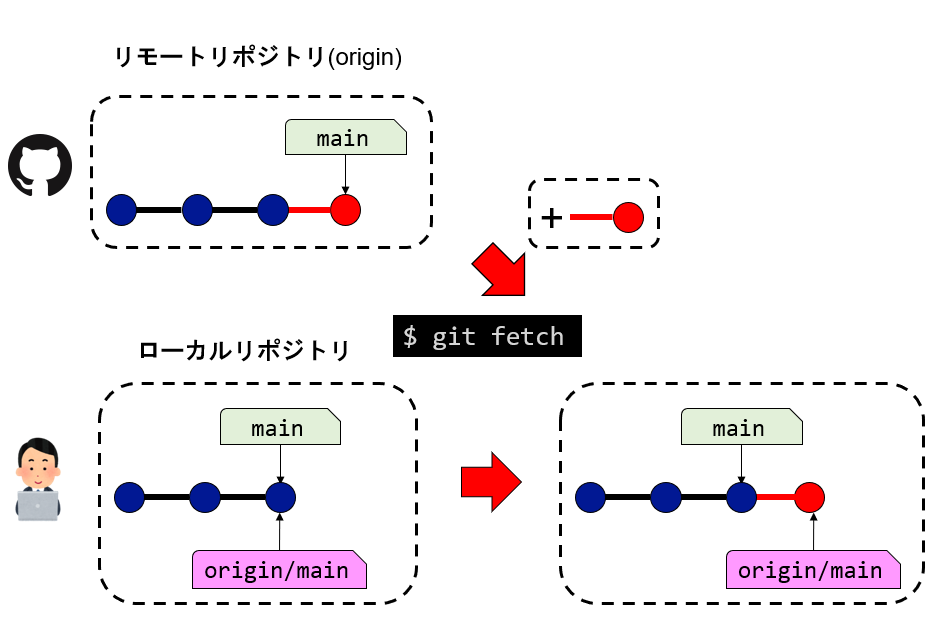 リモートリポジトリ(origin)
main
+
$ git fetch
ローカルリポジトリ
main
main
origin/main
origin/main